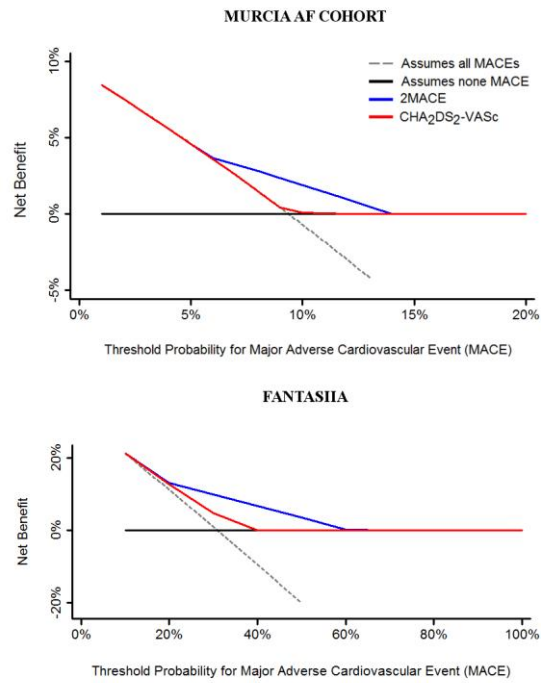 MURCIA AF COHORT
10%
5%
0%
-5%
Net Benefit
Assumes all MACEs
Assumes none MACE
2MACE
CHA2DS2-VASc
0% 5% 10% 15% 20%
Threshold Probability for Major Adverse Cardiovascular Event (MACE)
FANTASIIA
20%
0%
-20%
Net Benefit
0% 20% 40% 60% 80% 100%
Threshold Probability for Major Adverse Cardiovascular Event (MACE)